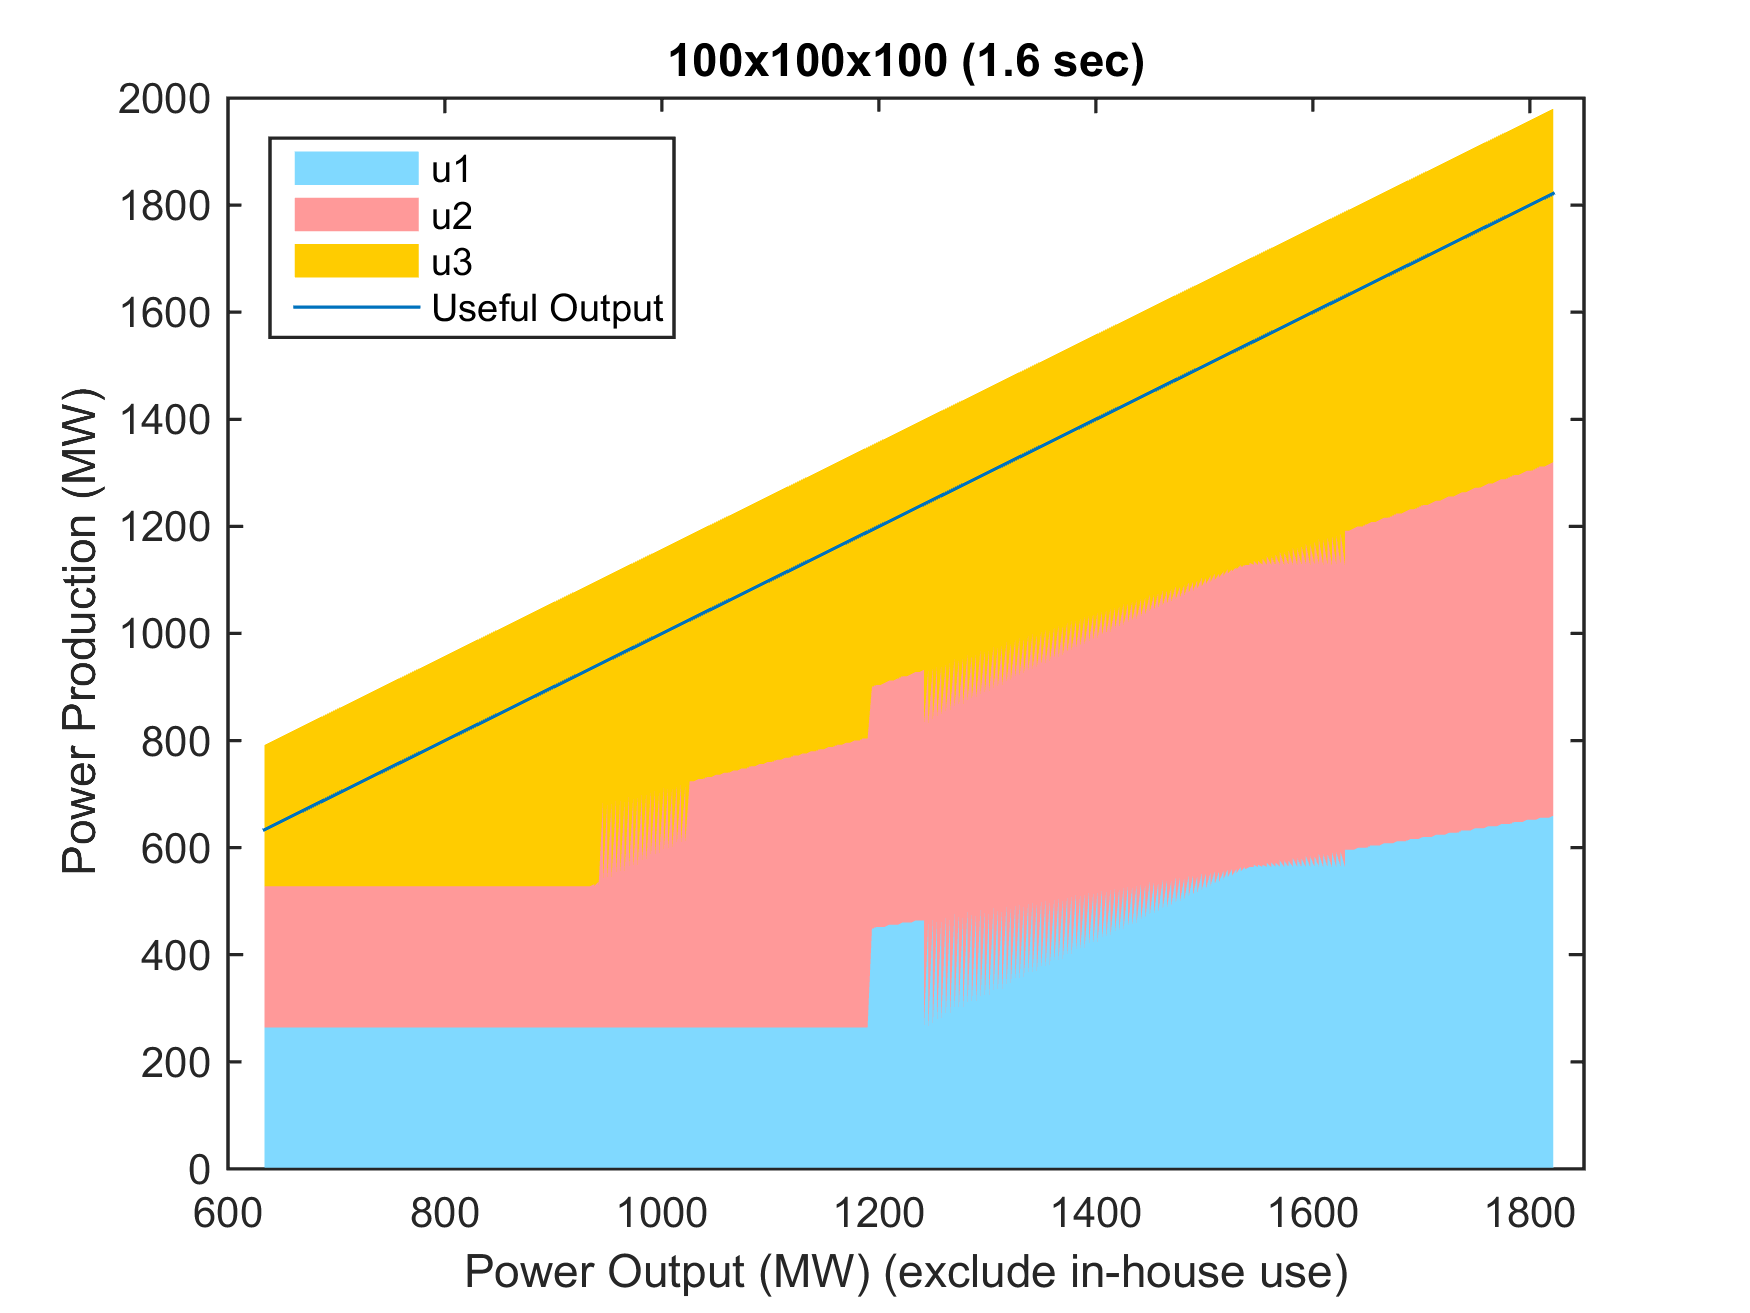 100x100x100 (1.6 sec)
2000
1800
1600
1400
1200
1000
800
600
400
200
0
Power Production (MW)
u1
u2
u3
Useful Output
600 800 1000 1200 1400 1600 1800
Power Output (MW) (exclude in-house use)